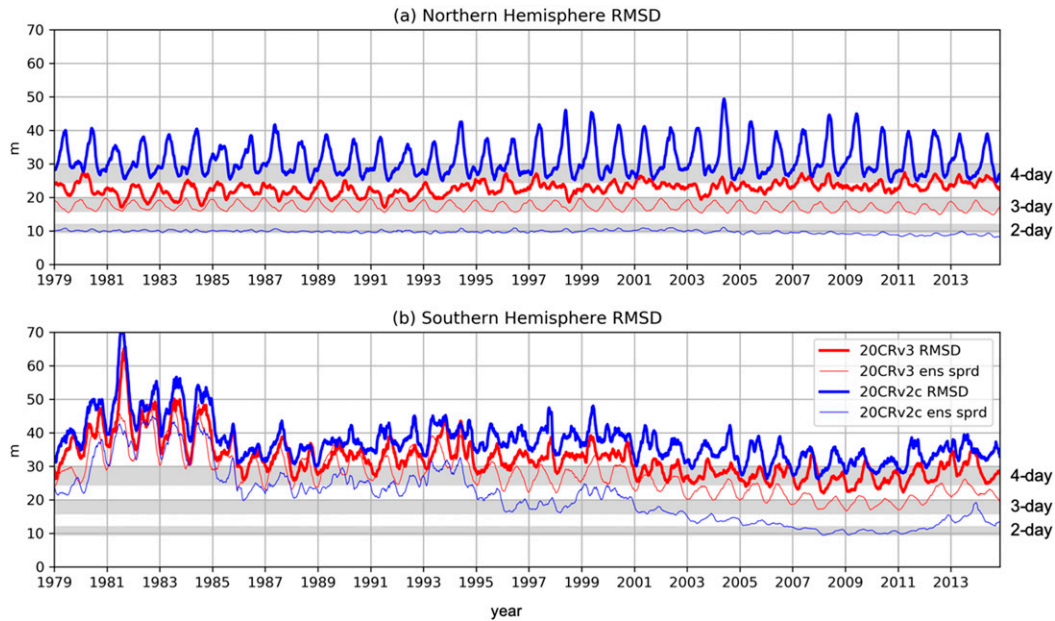 (a) Northern Hemisphere RMSD
70
60
50
40
30
20
10
0
m
4-day
3-day
2-day
1979 1981 1983 1985 1987 1989 1991 1993 1995 1997 1999 2001 2003 2005 2007 2009 2011 2013
(b) Southern Hemisphere RMSD
70
60
50
40
30
20
10
0
m
20CRv3 RMSD
20CRv3 ens sprd
20CRv2c RMSD
20CRv2c ens sprd
4-day
3-day
2-day
1979 1981 1983 1985 1987 1989 1991 1993 1995 1997 1999 2001 2003 2005 2007 2009 2011 2013
year